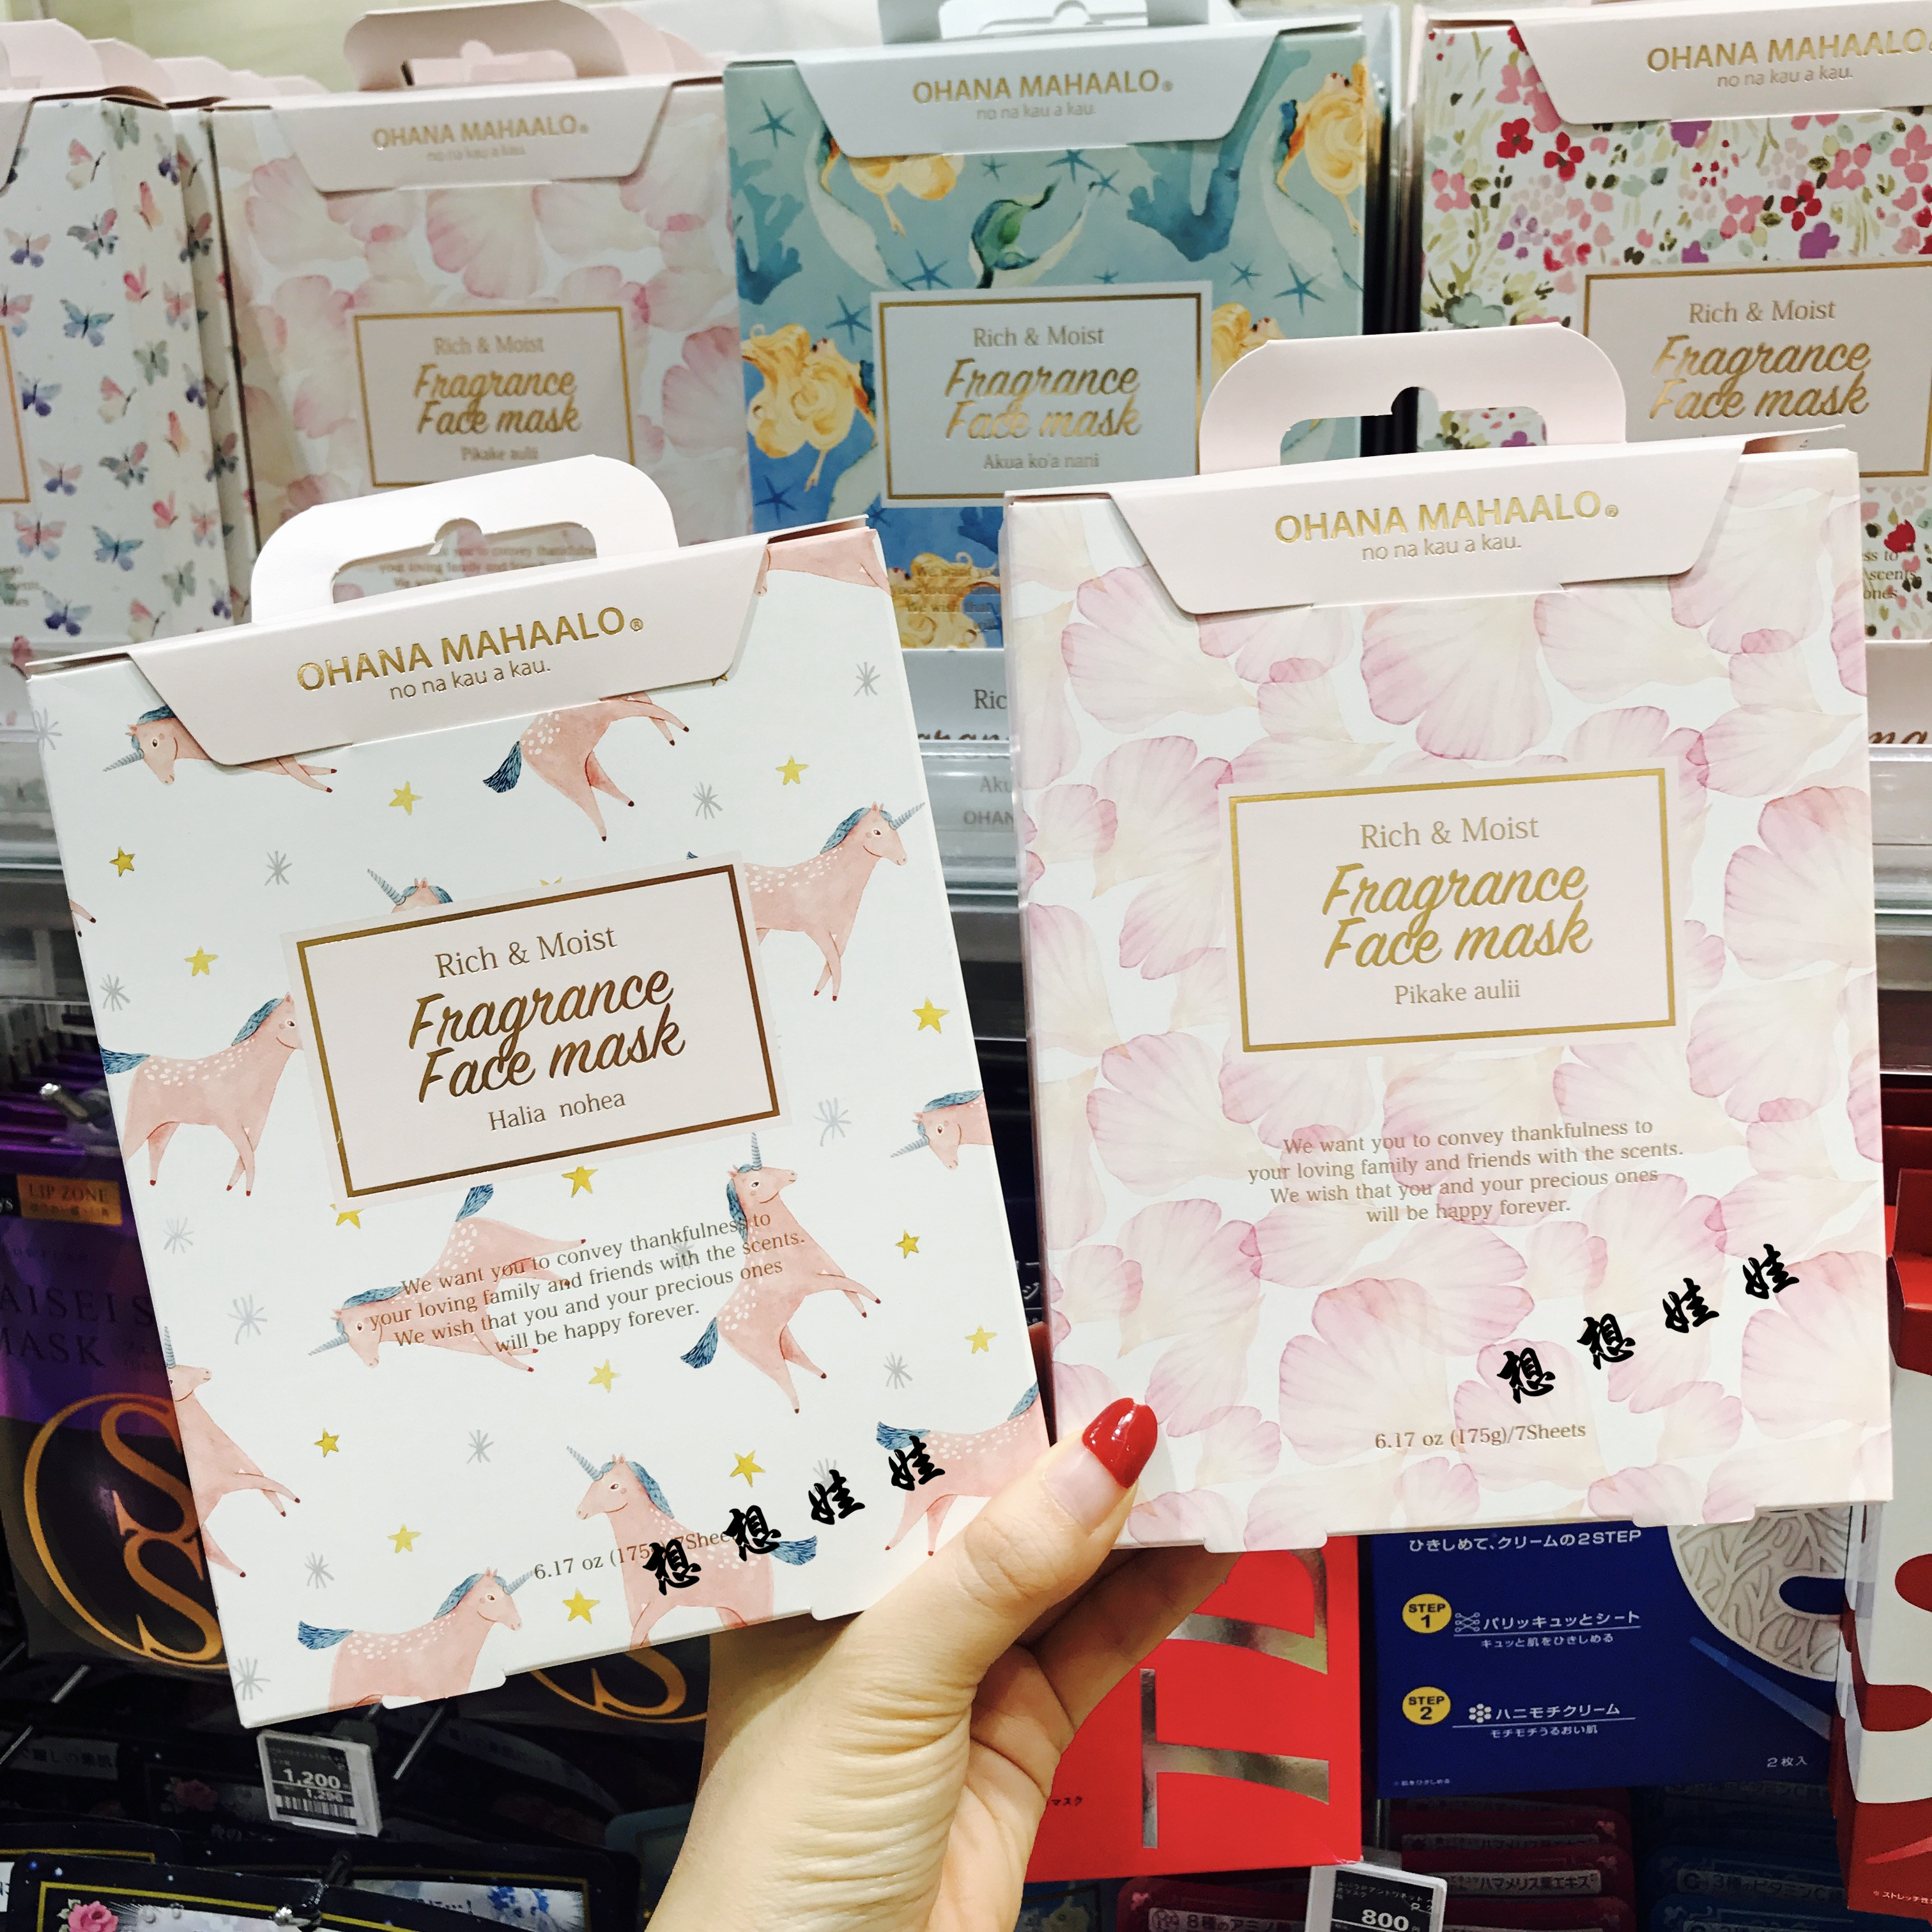 OHANA MAHAALO®
no na kau a kau.
Rich & Moist
Fragrance
Face mask
Pikake aulii
OHANA MAHAALO®
no na kau a kau.
Rich & Moist
Fragrance
Face mask
Akua ko'a nani
OHANA MAHAALO
no na kau a kau.
Rich & Moist
Fragrance
Face mask
OHANA MAHAALO®
no na kau a kau.
Rich & Moist
Fragrance
Face mask
Halia nohea
We want you to convey thankfulness to
your loving family and friends with the scents.
We wish that you and your precious ones
will be happy forever.
6.17 oz (175
想想娃娃
OHANA MAHAALO®
no na kau a kau.
Rich & Moist
Fragrance
Face mask
Pikake aulii
We want you to convey thankfulness to
your loving family and friends with the scents.
We wish that you and your precious ones
will be happy forever.
想想娃娃
6.17 oz (175g)/7Sheets
LIP ZONE
MASK
1,200
1,296
ひきしめて、クリームの2STEP
STEP
1
パリッキュッとシート
キュッと肌をひきしめる
STEP
2
ハニモチクリーム
モチモチうるおい肌
2枚入
マスク
800